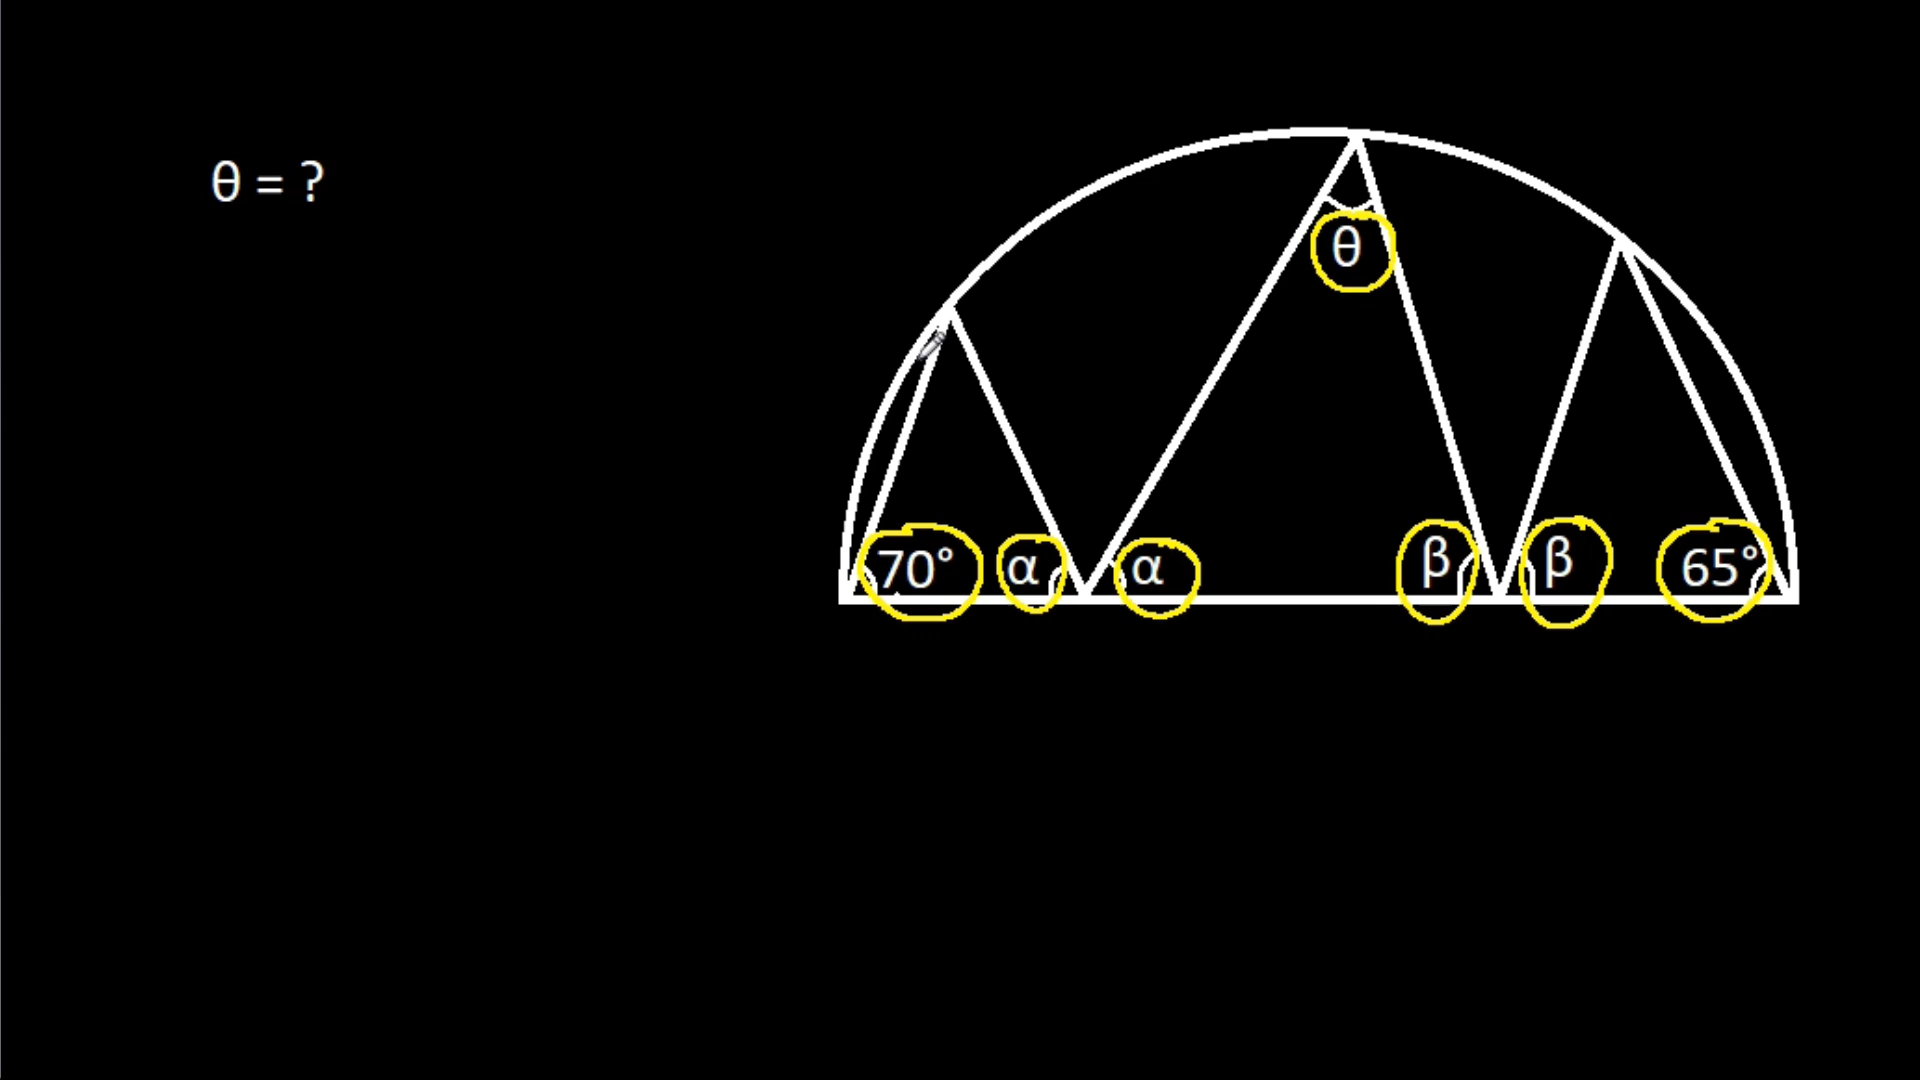 θ = ?
θ
70° α α β β 65°